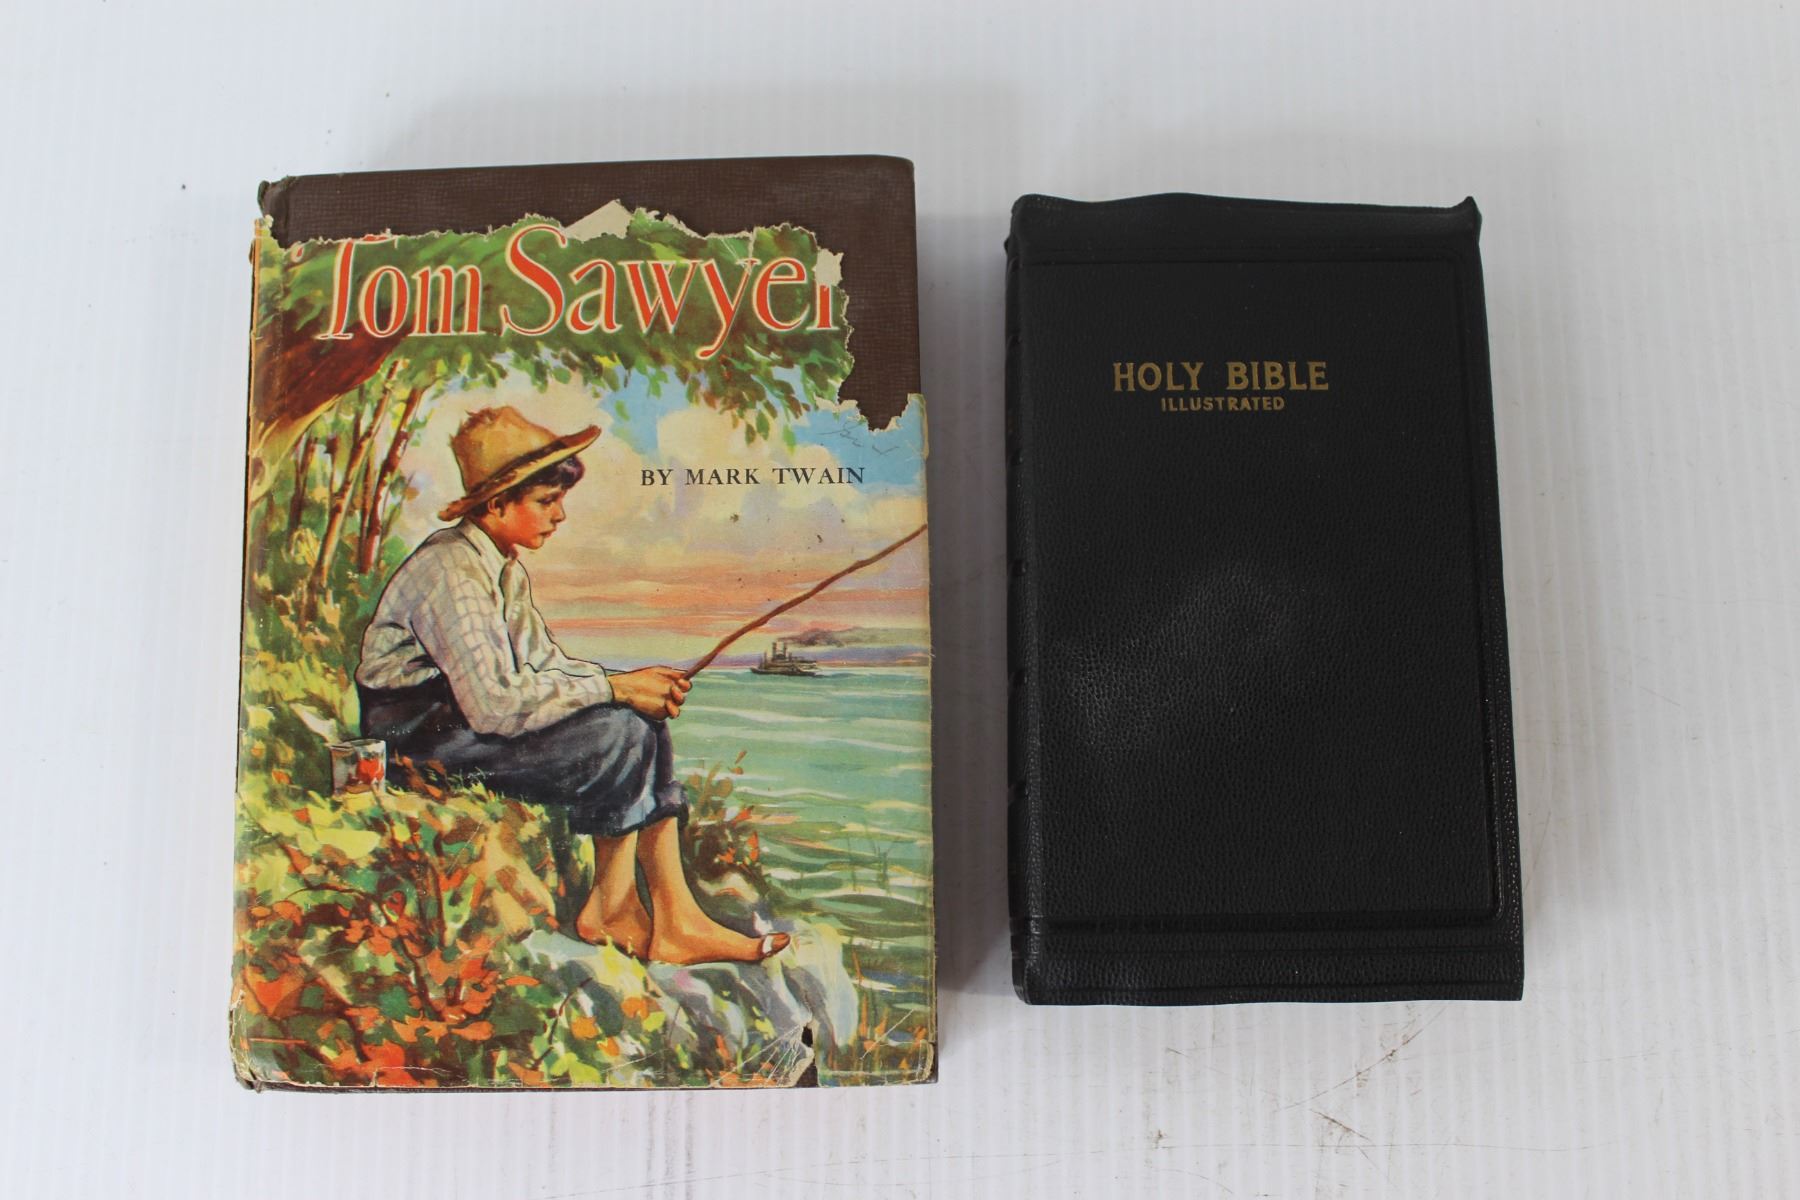 Tom Sawyer
BY MARK TWAIN
HOLY BIBLE
ILLUSTRATED